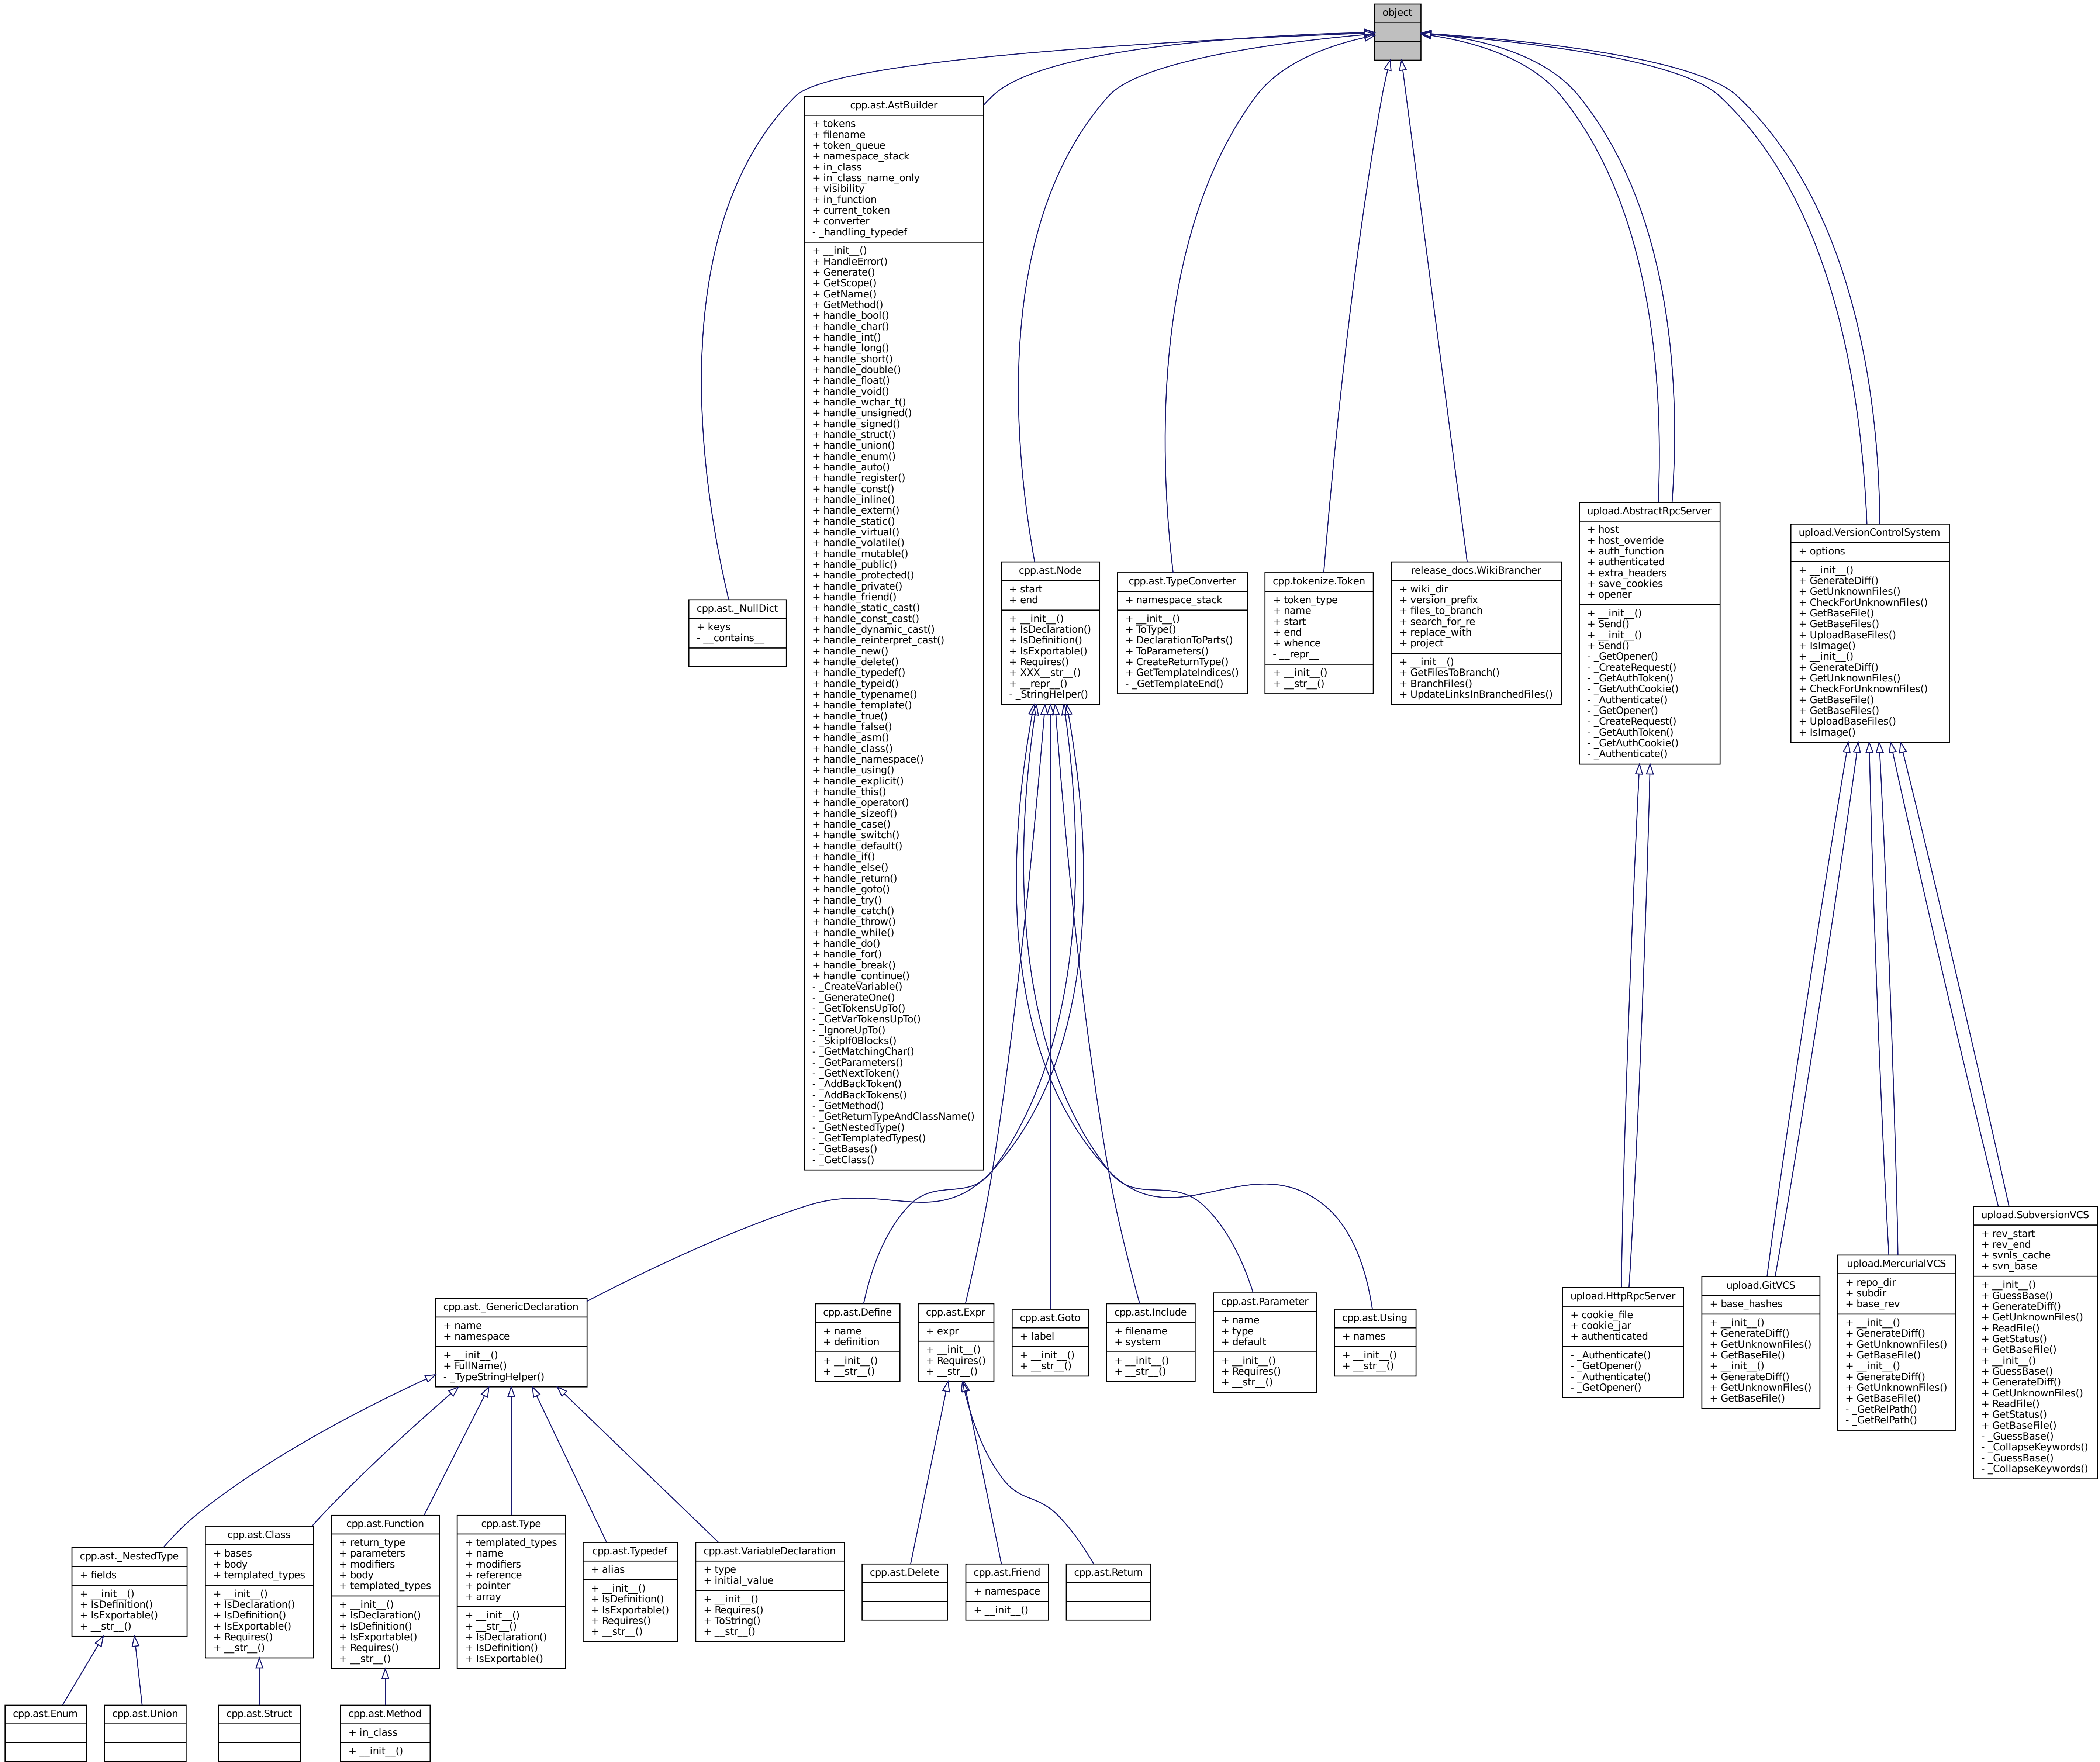 object
cpp.ast.AstBuilder
+ tokens
+ filename
+ token_queue
+ namespace_stack
+ in_class
+ in_class_name_only
+ visibility
+ in_function
+ current_token
+ converter
- _handling_typedef
+ __init__()
+ HandleError()
+ Generate()
+ GetScope()
+ GetName()
+ GetMethod()
+ handle_bool()
+ handle_char()
+ handle_int()
+ handle_long()
+ handle_short()
+ handle_double()
+ handle_float()
+ handle_void()
+ handle_wchar_t()
+ handle_unsigned()
+ handle_signed()
+ handle_struct()
+ handle_union()
+ handle_enum()
+ handle_auto()
+ handle_register()
+ handle_const()
+ handle_inline()
+ handle_extern()
+ handle_static()
+ handle_virtual()
+ handle_volatile()
+ handle_mutable()
+ handle_public()
+ handle_protected()
+ handle_private()
+ handle_friend()
+ handle_static_cast()
+ handle_const_cast()
+ handle_dynamic_cast()
+ handle_reinterpret_cast()
+ handle_new()
+ handle_delete()
+ handle_typedef()
+ handle_typeid()
+ handle_typename()
+ handle_template()
+ handle_true()
+ handle_false()
+ handle_asm()
+ handle_class()
+ handle_namespace()
+ handle_using()
+ handle_explicit()
+ handle_this()
+ handle_operator()
+ handle_sizeof()
+ handle_case()
+ handle_switch()
+ handle_default()
+ handle_if()
+ handle_else()
+ handle_return()
+ handle_goto()
+ handle_try()
+ handle_catch()
+ handle_throw()
+ handle_while()
+ handle_do()
+ handle_for()
+ handle_break()
+ handle_continue()
- _CreateVariable()
- _GenerateOne()
- _GetTokensUpTo()
- _GetVarTokensUpTo()
- _IgnoreUpTo()
- _SkipIf0Blocks()
- _GetMatchingChar()
- _GetParameters()
- _GetNextToken()
- _AddBackToken()
- _AddBackTokens()
- _GetMethod()
- _GetReturnTypeAndClassName()
- _GetNestedType()
- _GetTemplatedTypes()
- _GetBases()
- _GetClass()
cpp.ast._NullDict
+ keys
- __contains__
cpp.ast.Node
+ start
+ end
+ __init__()
+ IsDeclaration()
+ IsDefinition()
+ IsExportable()
+ Requires()
+ XXX__str__()
+ __repr__()
- _StringHelper()
cpp.ast.TypeConverter
+ namespace_stack
+ __init__()
+ ToType()
+ DeclarationToParts()
+ ToParameters()
+ CreateReturnType()
+ GetTemplateIndices()
- _GetTemplateEnd()
cpp.tokenize.Token
+ token_type
+ name
+ start
+ end
+ whence
- __repr__
+ __init__()
+ __str__()
release_docs.WikiBrancher
+ wiki_dir
+ version_prefix
+ files_to_branch
+ search_for_re
+ replace_with
+ project
+ __init__()
+ GetFilesToBranch()
+ BranchFiles()
+ UpdateLinksInBranchedFiles()
upload.AbstractRpcServer
+ host
+ host_override
+ auth_function
+ authenticated
+ extra_headers
+ save_cookies
+ opener
+ __init__()
+ Send()
+ __init__()
+ Send()
- _GetOpener()
- _CreateRequest()
- _GetAuthToken()
- _GetAuthCookie()
- _Authenticate()
- _GetOpener()
- _CreateRequest()
- _GetAuthToken()
- _GetAuthCookie()
- _Authenticate()
upload.VersionControlSystem
+ options
+ __init__()
+ GenerateDiff()
+ GetUnknownFiles()
+ CheckForUnknownFiles()
+ GetBaseFile()
+ GetBaseFiles()
+ UploadBaseFiles()
+ IsImage()
+ __init__()
+ GenerateDiff()
+ GetUnknownFiles()
+ CheckForUnknownFiles()
+ GetBaseFile()
+ GetBaseFiles()
+ UploadBaseFiles()
+ IsImage()
cpp.ast._GenericDeclaration
+ name
+ namespace
+ __init__()
+ FullName()
- _TypeStringHelper()
cpp.ast.Define
+ name
+ definition
+ __init__()
+ __str__()
cpp.ast.Expr
+ expr
+ __init__()
+ Requires()
+ __str__()
cpp.ast.Goto
+ label
+ __init__()
+ __str__()
cpp.ast.Include
+ filename
+ system
+ __init__()
+ __str__()
cpp.ast.Parameter
+ name
+ type
+ default
+ __init__()
+ Requires()
+ __str__()
cpp.ast.Using
+ names
+ __init__()
+ __str__()
upload.HttpRpcServer
+ cookie_file
+ cookie_jar
+ authenticated
- _Authenticate()
- _GetOpener()
- _Authenticate()
- _GetOpener()
upload.GitVCS
+ base_hashes
+ __init__()
+ GenerateDiff()
+ GetUnknownFiles()
+ GetBaseFile()
+ __init__()
+ GenerateDiff()
+ GetUnknownFiles()
+ GetBaseFile()
upload.MercurialVCS
+ repo_dir
+ subdir
+ base_rev
+ __init__()
+ GenerateDiff()
+ GetUnknownFiles()
+ GetBaseFile()
+ __init__()
+ GenerateDiff()
+ GetUnknownFiles()
+ GetBaseFile()
- _GetRelPath()
- _GetRelPath()
upload.SubversionVCS
+ rev_start
+ rev_end
+ svnls_cache
+ svn_base
+ __init__()
+ GuessBase()
+ GenerateDiff()
+ GetUnknownFiles()
+ ReadFile()
+ GetStatus()
+ GetBaseFile()
+ __init__()
+ GuessBase()
+ GenerateDiff()
+ GetUnknownFiles()
+ ReadFile()
+ GetStatus()
+ GetBaseFile()
- _GuessBase()
- _CollapseKeywords()
- _GuessBase()
- _CollapseKeywords()
cpp.ast._NestedType
+ fields
+ __init__()
+ IsDefinition()
+ IsExportable()
+ __str__()
cpp.ast.Class
+ bases
+ body
+ templated_types
+ __init__()
+ IsDeclaration()
+ IsDefinition()
+ IsExportable()
+ Requires()
+ __str__()
cpp.ast.Function
+ return_type
+ parameters
+ modifiers
+ body
+ templated_types
+ __init__()
+ IsDeclaration()
+ IsDefinition()
+ IsExportable()
+ Requires()
+ __str__()
cpp.ast.Type
+ templated_types
+ name
+ modifiers
+ reference
+ pointer
+ array
+ __init__()
+ __str__()
+ IsDeclaration()
+ IsDefinition()
+ IsExportable()
cpp.ast.Typedef
+ alias
+ __init__()
+ IsDefinition()
+ IsExportable()
+ Requires()
+ __str__()
cpp.ast.VariableDeclaration
+ type
+ initial_value
+ __init__()
+ Requires()
+ ToString()
+ __str__()
cpp.ast.Delete
cpp.ast.Friend
+ namespace
+ __init__()
cpp.ast.Return
cpp.ast.Enum
cpp.ast.Union
cpp.ast.Struct
cpp.ast.Method
+ in_class
+ __init__()